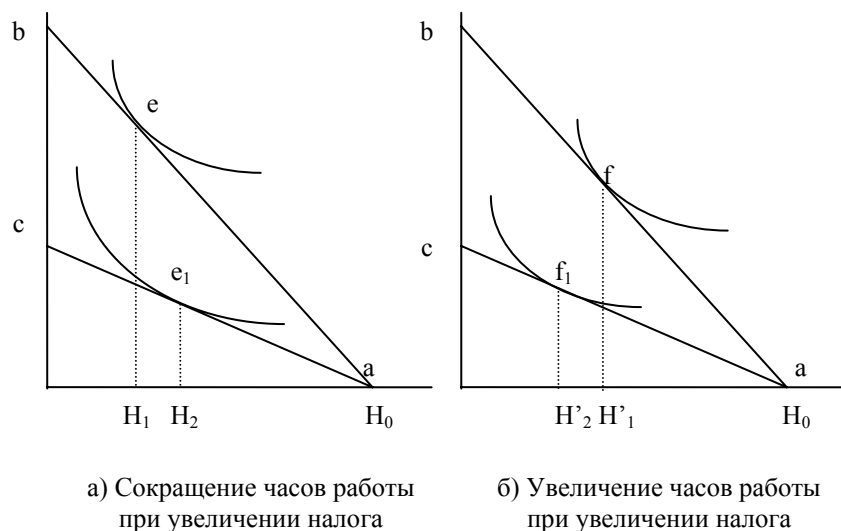 b
e
c
e₁
a
H₁ H₂ H₀
а) Сокращение часов работы
при увеличении налога
b
f
c
f₁
a
H’₂ H’₁ H₀
б) Увеличение часов работы
при увеличении налога